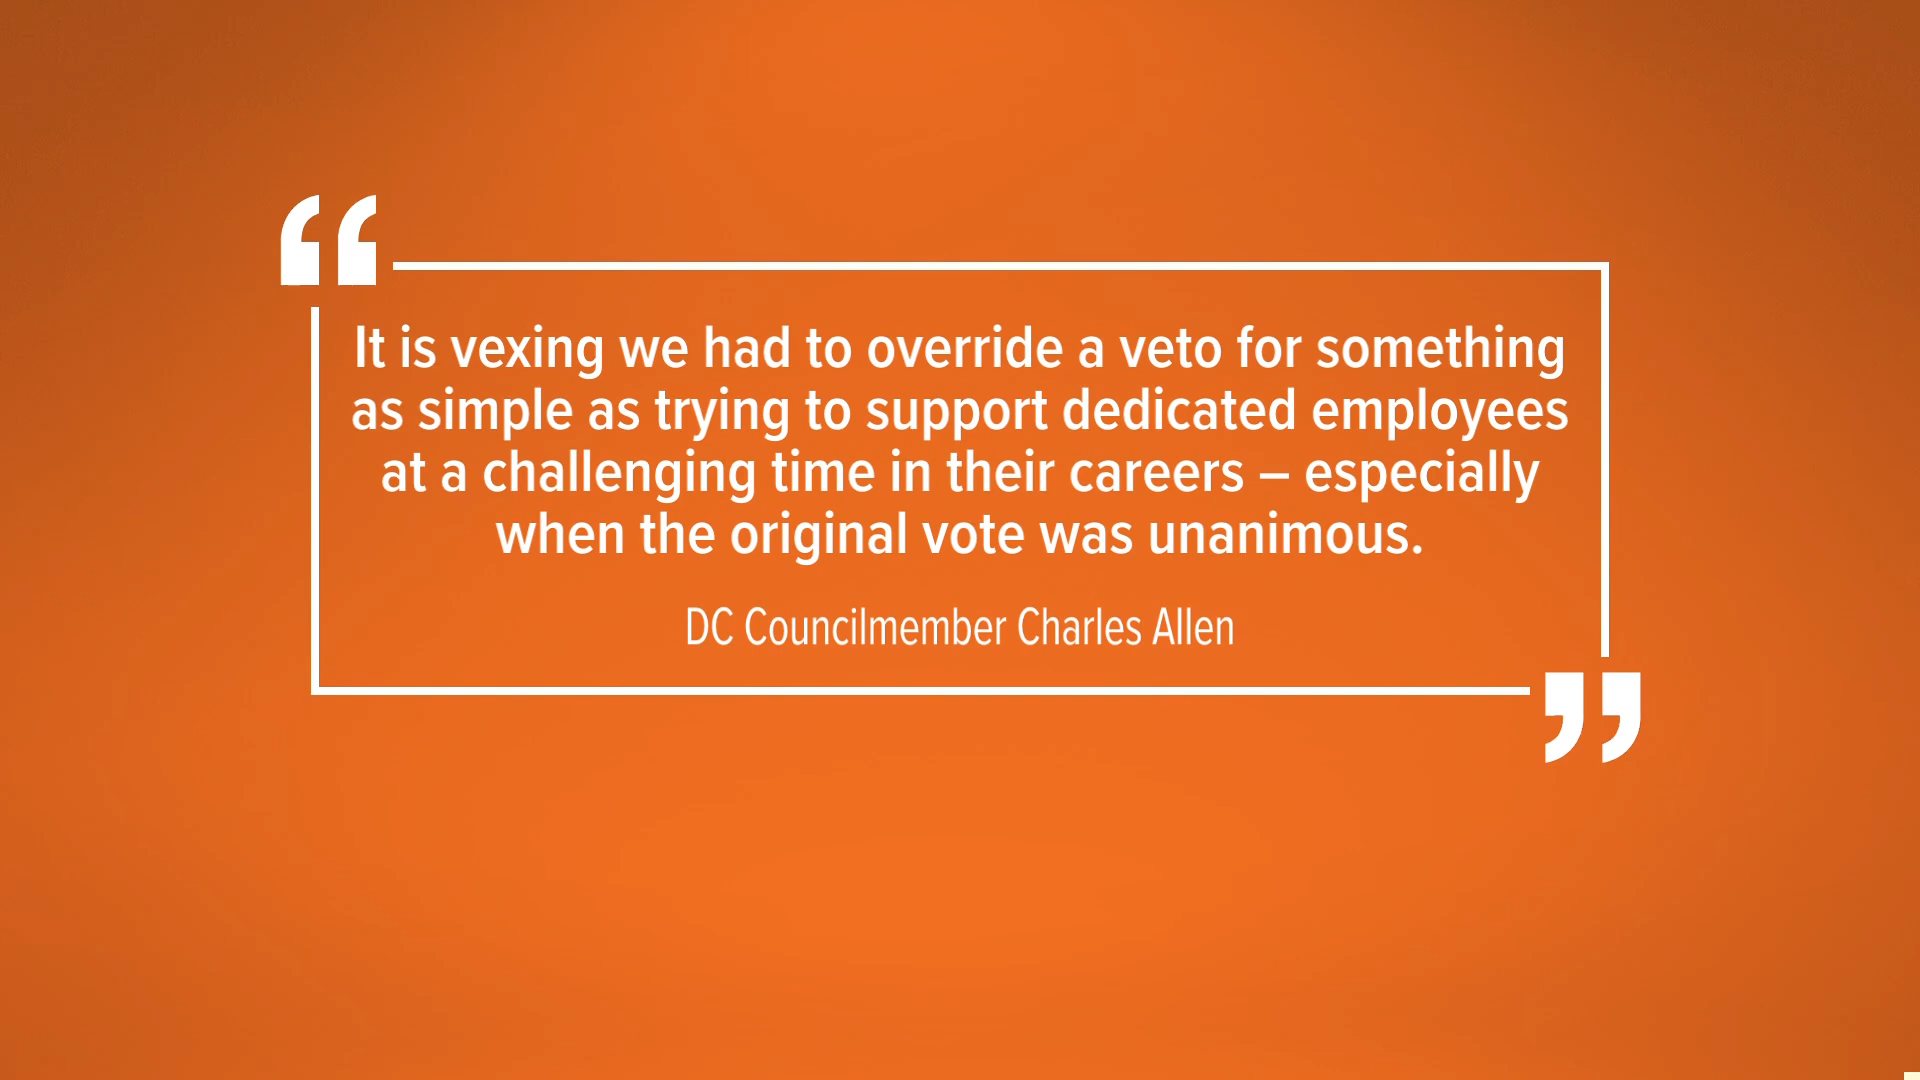 “
It is vexing we had to override a veto for something
as simple as trying to support dedicated employees
at a challenging time in their careers – especially
when the original vote was unanimous.
DC Councilmember Charles Allen
”